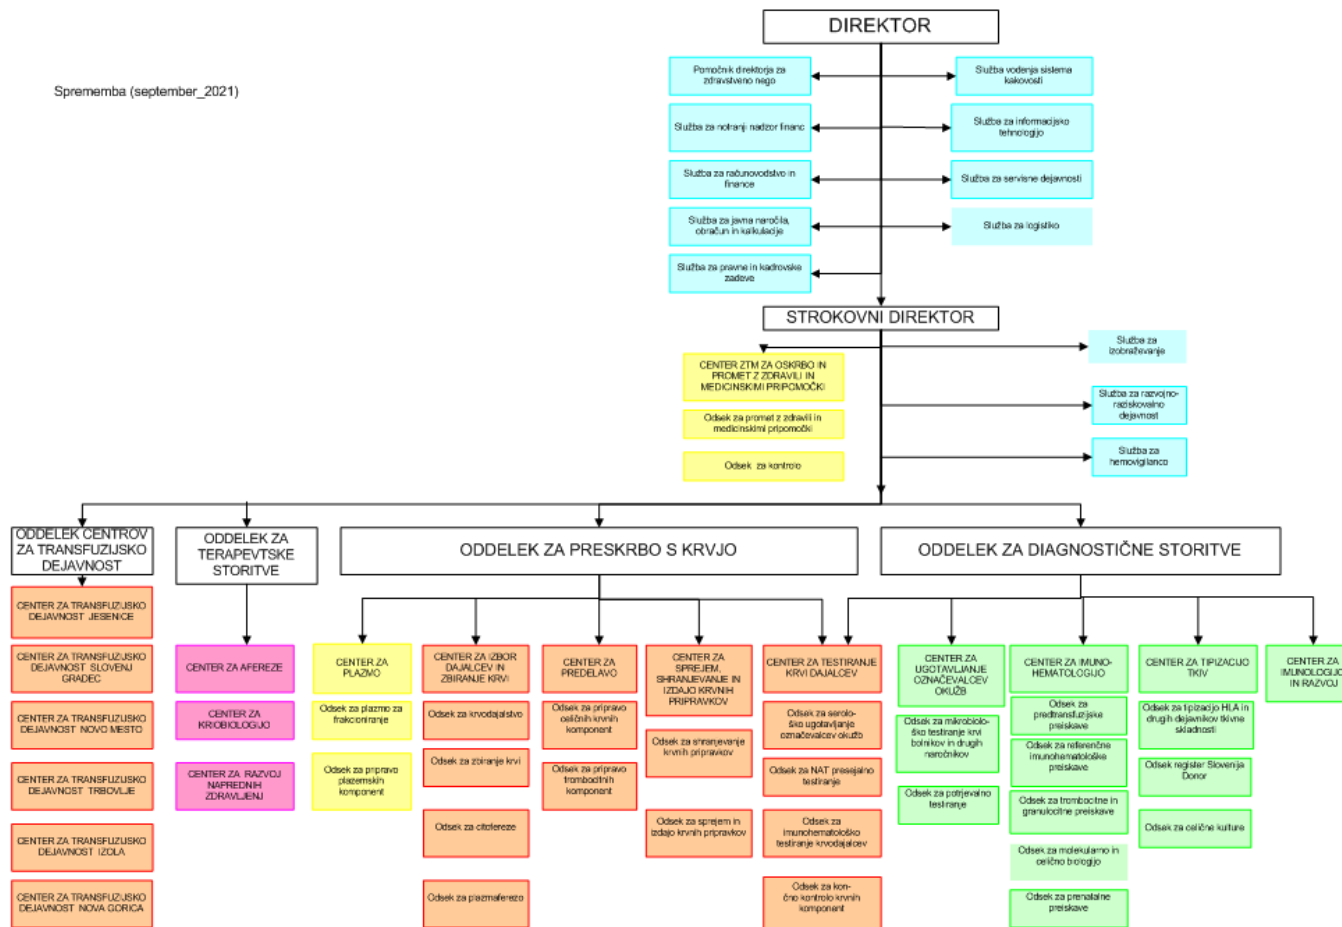 DIREKTOR
Sprememba (september_2021)
Pomočnik direktorja za
zdravstveno nego
Služba vodenja sistema
kakovosti
Služba za notranji nadzor financ
Služba za informacijsko
tehnologijo
Služba za računovodstvo in
finance
Služba za servisne dejavnosti
Služba za javna naročila,
obračun in kalkulacije
Služba za logistiko
Služba za pravne in kadrovske
zadeve
STROKOVNI DIREKTOR
Služba za
izobraževanje
CENTER ZTM ZA OSKRBO IN
PROMET Z ZDRAVILI IN
MEDICINSKIMI PRIPOMOČKI
Služba za razvojno-
raziskovalno
dejavnost
Odsek za promet z zdravili in
medicinskimi pripomočki
Odsek za kontrolo
Služba za
hemovigilanco
ODDELEK CENTROV
ZA TRANSFUZIJSKO
DEJAVNOST
ODDELEK ZA
TERAPEVTSKE
STORITVE
ODDELEK ZA PRESKRBO S KRVJO
ODDELEK ZA DIAGNOSTIČNE STORITVE
CENTER ZA TRANSFUZIJSKO
DEJAVNOST JESENICE
CENTER ZA TRANSFUZIJSKO
DEJAVNOST SLOVENJ
GRADEC
CENTER ZA TRANSFUZIJSKO
DEJAVNOST NOVO MESTO
CENTER ZA TRANSFUZIJSKO
DEJAVNOST TRBOVLJE
CENTER ZA TRANSFUZIJSKO
DEJAVNOST IZOLA
CENTER ZA TRANSFUZIJSKO
DEJAVNOST NOVA GORICA
CENTER ZA AFEREZE
CENTER ZA
KRIOBIOLOGIJO
CENTER ZA RAZVOJ
NAPREDNIH
ZDRAVLJENJ
CENTER ZA
PLAZMO
Odsek za plazmo za
frakcioniranje
Odsek za pripravo
plazemskih
komponent
CENTER ZA IZBOR
DAJALCEV IN
ZBIRANJE KRVI
Odsek za krvodajalstvo
Odsek za zbiranje krvi
Odsek za citofereze
Odsek za plazmaferezo
CENTER ZA
PREDELAVO
Odsek za pripravo
celičnih krvnih
komponent
Odsek za pripravo
trombocitnih
komponent
CENTER ZA
SPREJEM,
SHRANJEVANJE IN
IZDAJO KRVNIH
PRIPRAVKOV
Odsek za shranjevanje
krvnih pripravkov
Odsek za sprejem in
izdajo krvnih pripravkov
CENTER ZA TESTIRANJE
KRVI DAJALCEV
Odsek za serolo-
ško ugotavljanje
označevalcev okužb
Odsek za NAT presejalno
testiranje
Odsek za
imunohematološko
testiranje krvodajalcev
Odsek za kon-
čno kontrolo krvnih
komponent
CENTER ZA
UGOTAVLJANJE
OZNAČEVALCEV
OKUŽB
Odsek za mikrobiolo-
ško testiranje krvi
bolnikov in drugih
naročnikov
Odsek za potrjevalno
testiranje
CENTER ZA IMUNO-
HEMATOLOGIJO
Odsek za
predtransfuzijske
preiskave
Odsek za referenčne
imunohematološke
preiskave
Odsek za trombocitne in
granulocitne preiskave
Odsek za molekularno in
celično biologijo
Odsek za prenatalne
preiskave
CENTER ZA TIPIZACIJO
TKIV
Odsek za tipizacijo HLA in
drugih dejavnikov tkivne
skladnosti
Odsek register Slovenija
Donor
Odsek za celične kulture
CENTER ZA
IMUNOLOGIJO
IN RAZVOJ